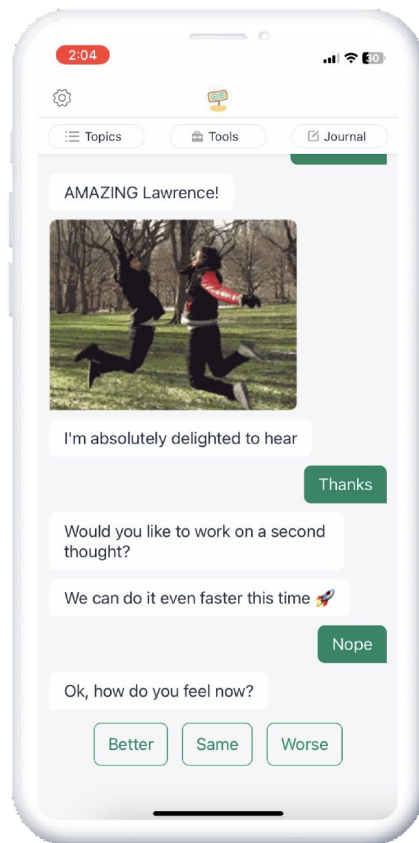 2:04
30
Topics
Tools
Journal
AMAZING Lawrence!
I'm absolutely delighted to hear
Thanks
Would you like to work on a second
thought?
We can do it even faster this time 🚀
Nope
Ok, how do you feel now?
Better
Same
Worse